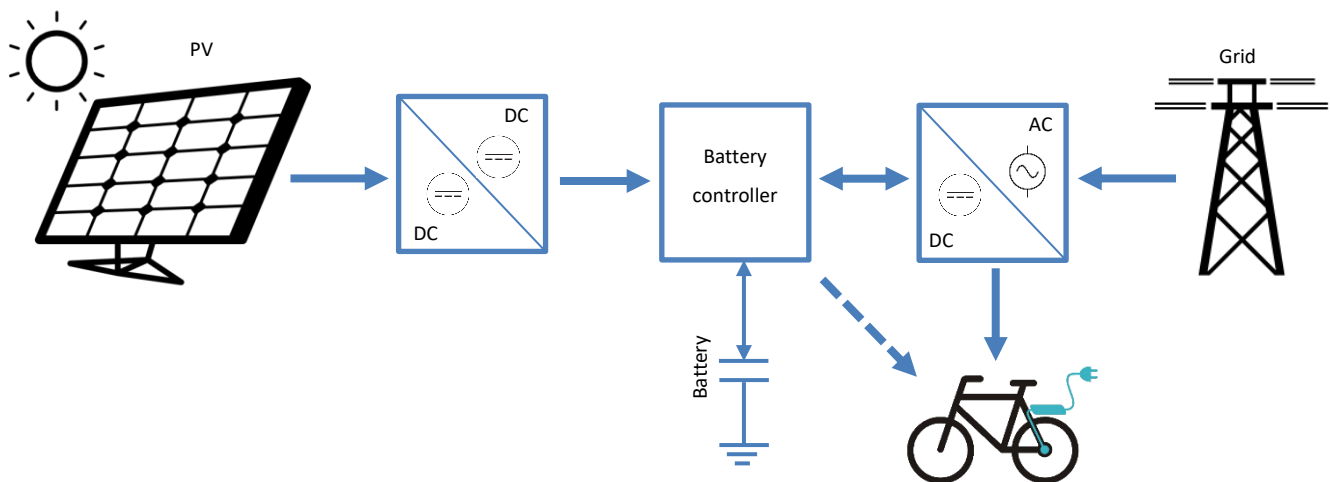 PV
Grid
DC
DC
Battery
controller
AC
DC
Battery